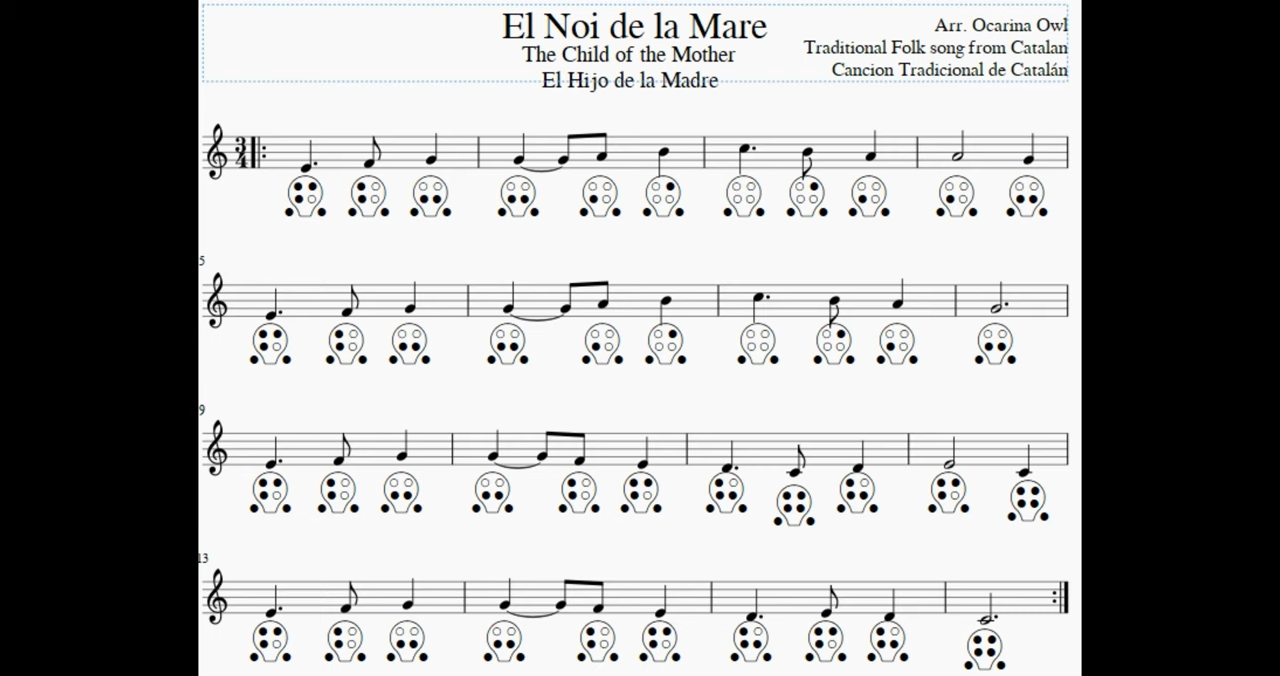 El Noi de la Mare
The Child of the Mother
El Hijo de la Madre
Arr. Ocarina Owl
Traditional Folk song from Catalan
Cancion Tradicional de Catalán
3
4
5
9
13